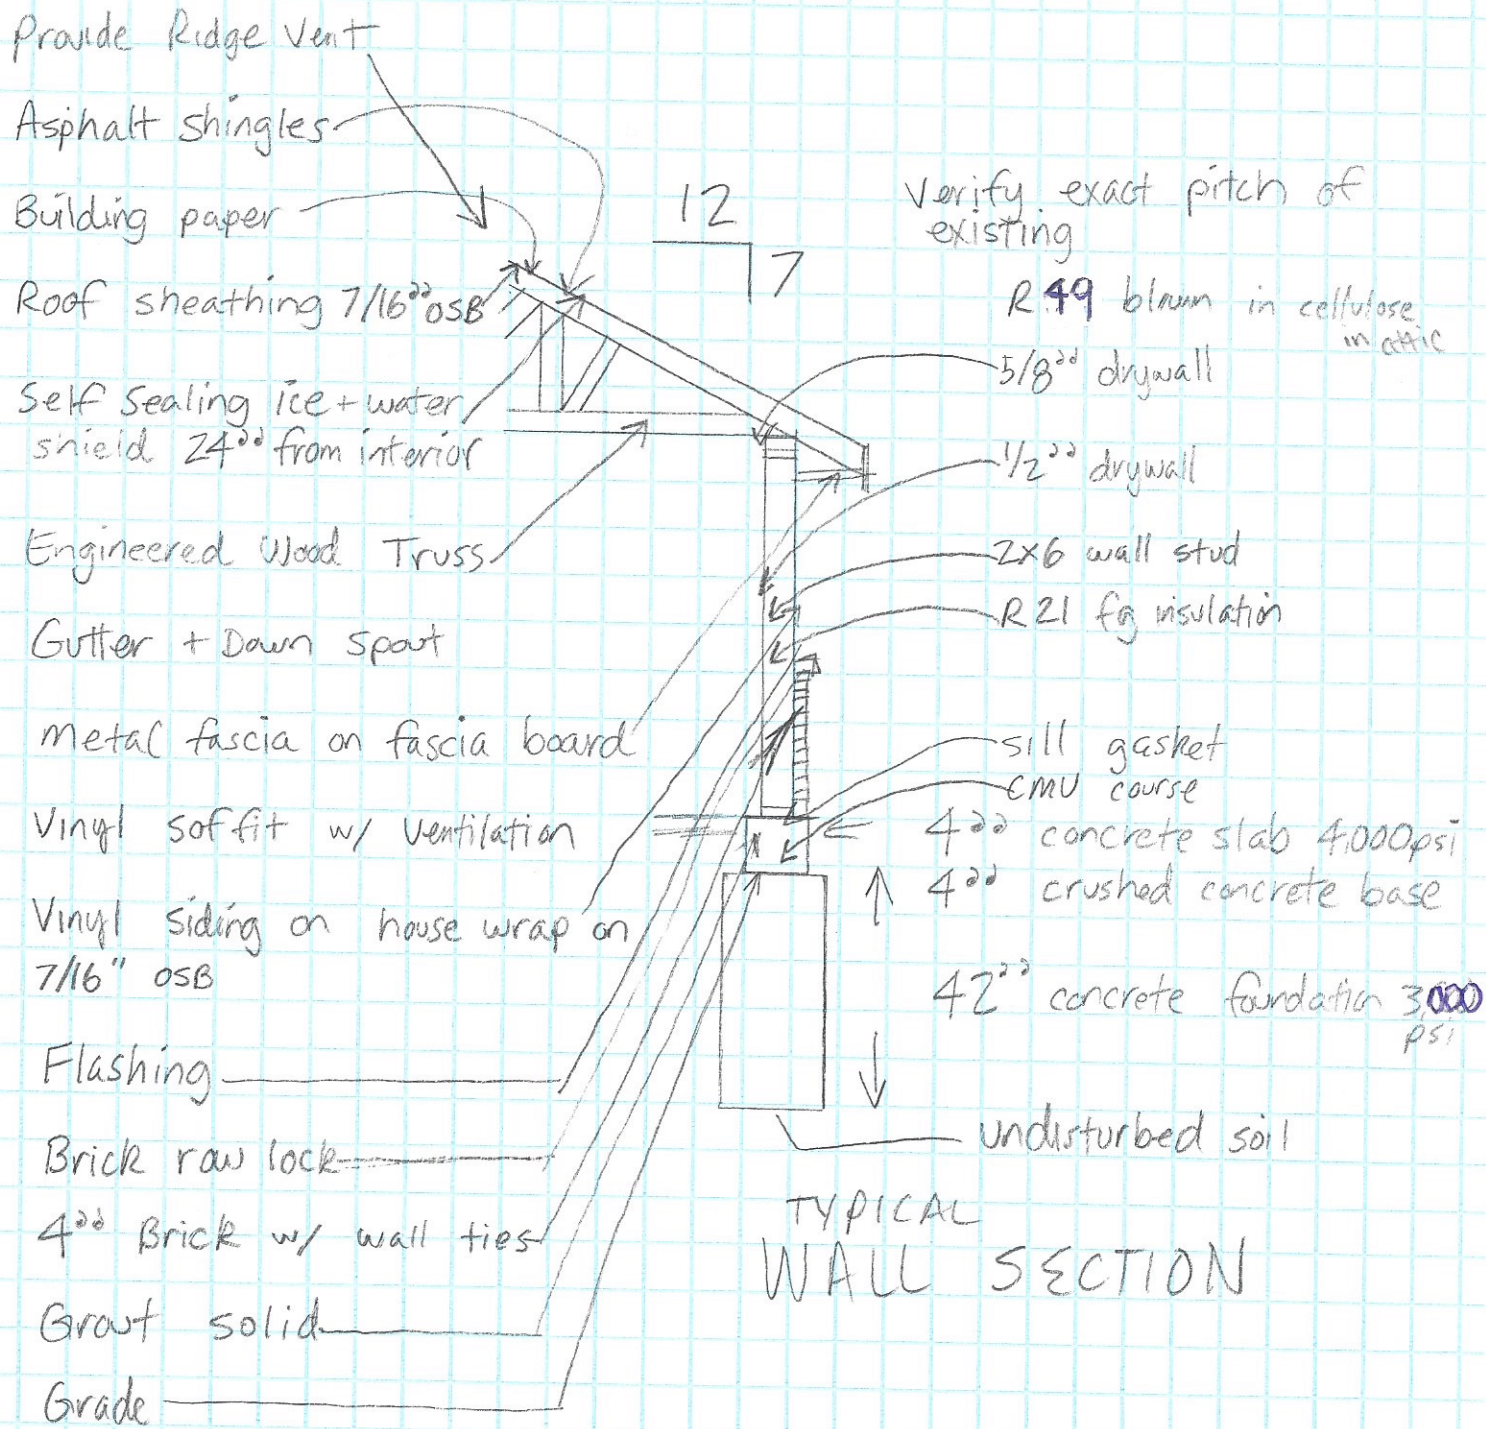 Provide Ridge Vent
Asphalt shingles
Building paper
Roof sheathing 7/16" OSB
Self Sealing ice + water
shield 24" from interior
Engineered Wood Truss
Gutter + Down spout
Metal fascia on fascia board
Vinyl soffit w/ ventilation
Vinyl siding on house wrap on
7/16" OSB
Flashing
Brick row lock
4" Brick w/ wall ties
Grout solid
Grade
12
7
Verify exact pitch of
existing
R 49 blown in cellulose
in attic
5/8" drywall
1/2" drywall
2x6 wall stud
R 21 fg insulation
sill gasket
CMU course
4" concrete slab 4,000psi
4" crushed concrete base
42" concrete foundation 3,000
psi
undisturbed soil
TYPICAL
WALL SECTION